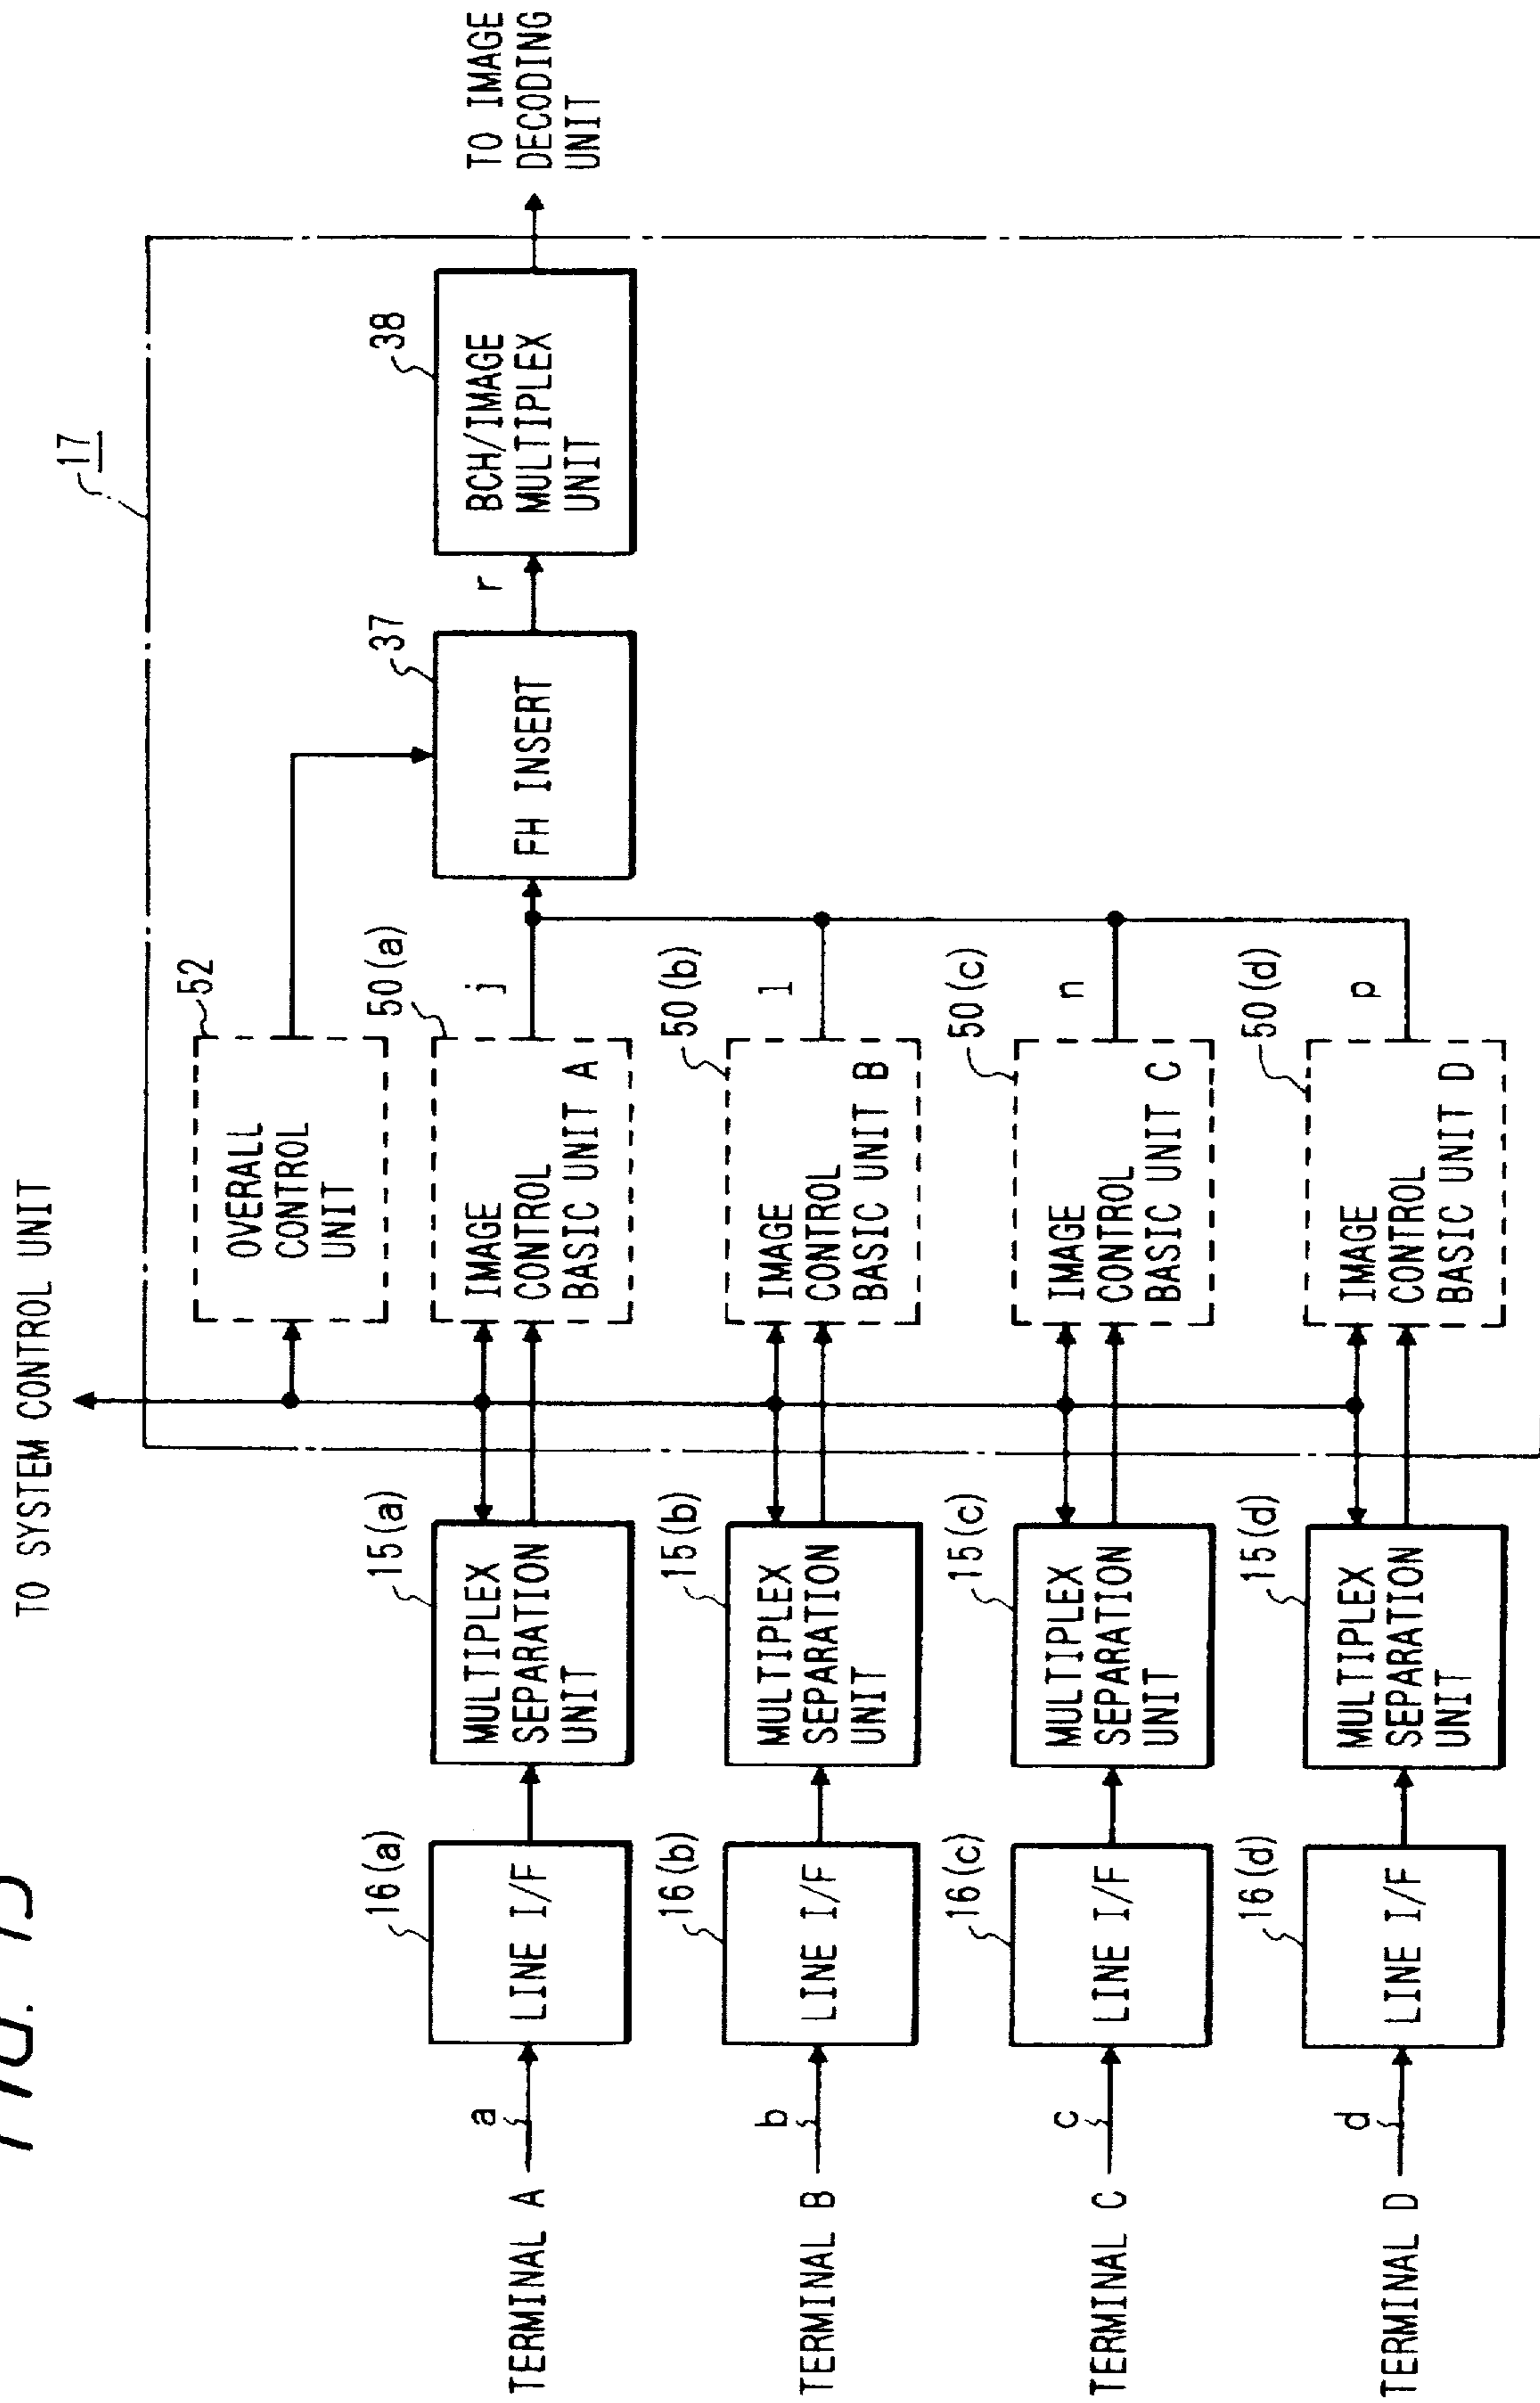 TO SYSTEM CONTROL UNIT
17
52
OVERALL
CONTROL
UNIT
TERMINAL A
a
16(a)
LINE I/F
15(a)
MULTIPLEX
SEPARATION
UNIT
50(a)
IMAGE
CONTROL
BASIC UNIT A
j
37
FH INSERT
r
38
BCH/IMAGE
MULTIPLEX
UNIT
TO IMAGE
DECODING
UNIT
TERMINAL B
b
16(b)
LINE I/F
15(b)
MULTIPLEX
SEPARATION
UNIT
50(b)
IMAGE
CONTROL
BASIC UNIT B
l
TERMINAL C
c
16(c)
LINE I/F
15(c)
MULTIPLEX
SEPARATION
UNIT
50(c)
IMAGE
CONTROL
BASIC UNIT C
n
TERMINAL D
d
16(d)
LINE I/F
15(d)
MULTIPLEX
SEPARATION
UNIT
50(d)
IMAGE
CONTROL
BASIC UNIT D
p